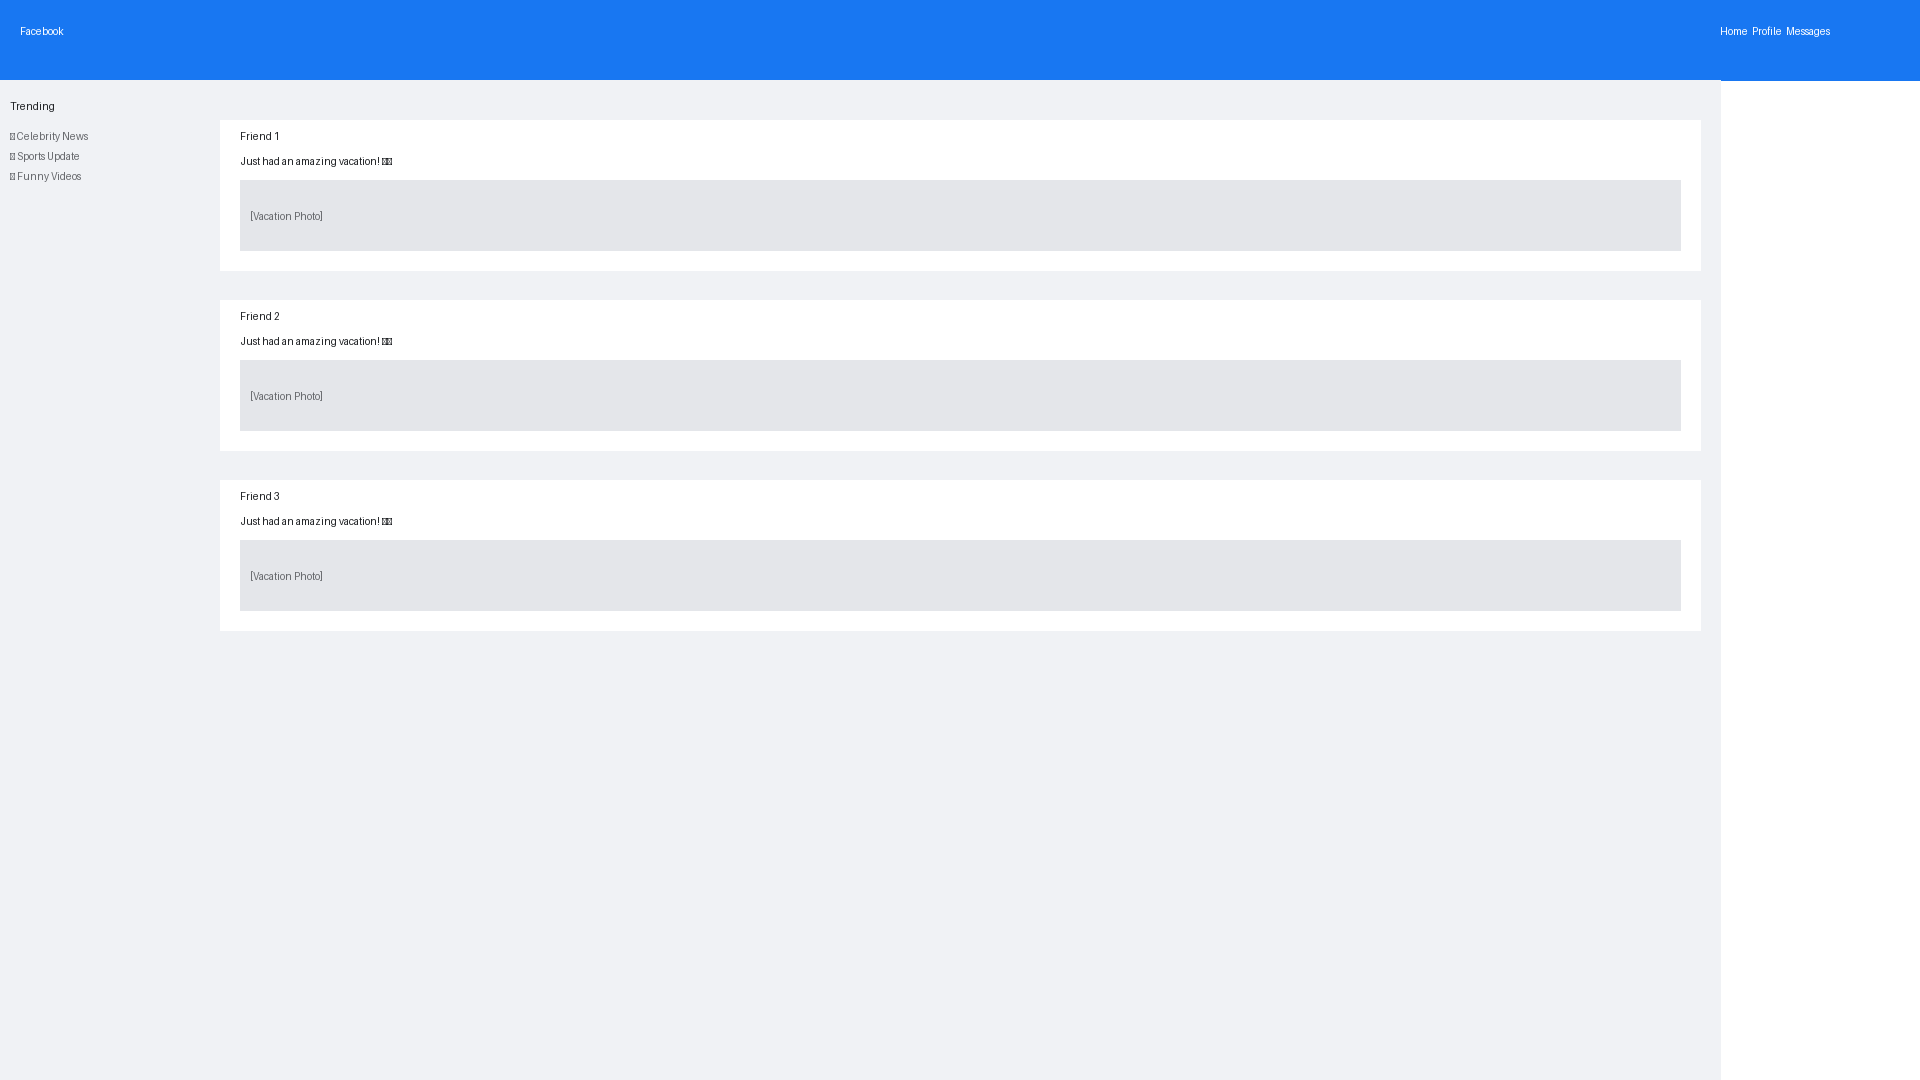 Facebook
Home Profile Messages
Trending
Celebrity News
Sports Update
Funny Videos
Friend 1
Just had an amazing vacation!
[Vacation Photo]
Friend 2
Just had an amazing vacation!
[Vacation Photo]
Friend 3
Just had an amazing vacation!
[Vacation Photo]